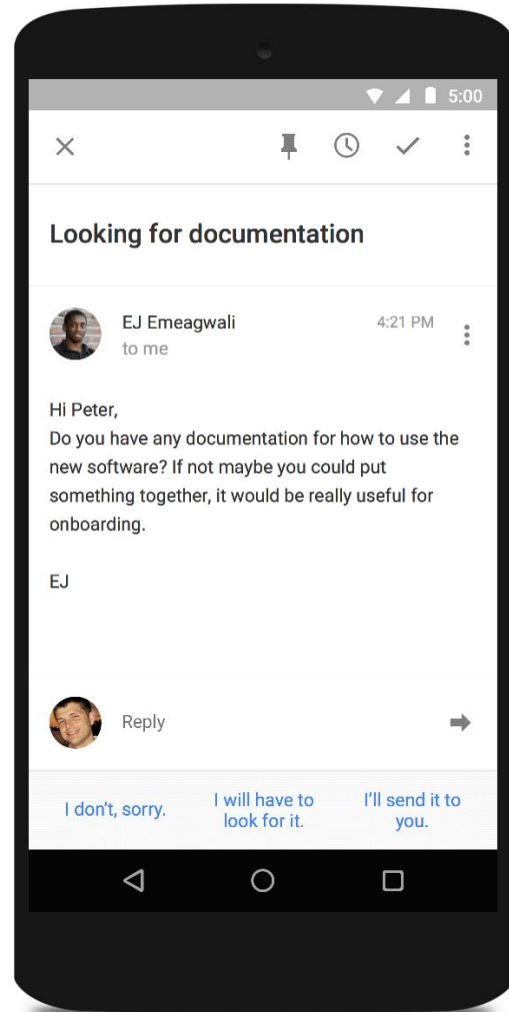 5:00
Looking for documentation
EJ Emeagwali
4:21 PM
to me
Hi Peter,
Do you have any documentation for how to use the
new software? If not maybe you could put
something together, it would be really useful for
onboarding.
EJ
Reply
I don't, sorry.
I will have to
look for it.
I'll send it to
you.